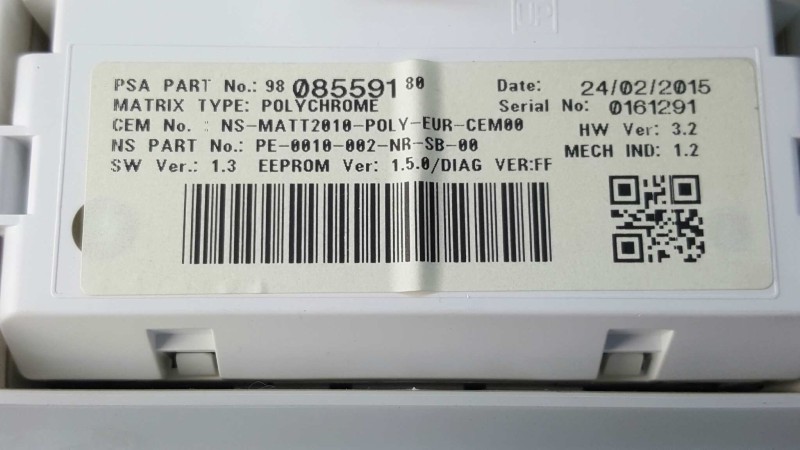 UP
PSA PART No.: 98 085591 80 Date: 24/02/2015
MATRIX TYPE: POLYCHROME Serial No: 0161291
CEM No. : NS-MATT2010-POLY-EUR-CEM00 HW Ver: 3.2
NS PART No.: PE-0010-002-NR-SB-00 MECH IND: 1.2
SW Ver.: 1.3 EEPROM Ver: 1.5.0/DIAG VER:FF